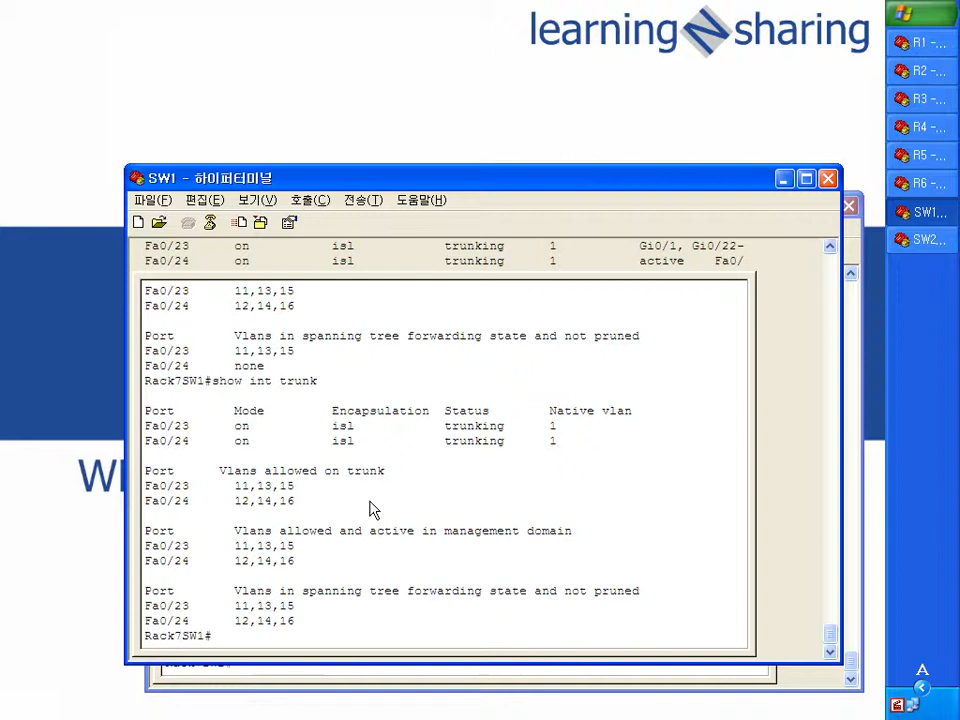 learning sharing
R1 -...
R2 -...
R3 -...
R4 -...
R5 -...
R6 -...
SW1...
SW2...
SW1 - 하이퍼터미널
파일(F) 편집(E) 보기(V) 호출(C) 전송(T) 도움말(H)
Fa0/23 on isl trunking 1 Gi0/1, Gi0/22-
Fa0/24 on isl trunking 1 active Fa0/
Fa0/23 11,13,15
Fa0/24 12,14,16
Port Vlans in spanning tree forwarding state and not pruned
Fa0/23 11,13,15
Fa0/24 none
Rack7SW1#show int trunk
Port Mode Encapsulation Status Native vlan
Fa0/23 on isl trunking 1
Fa0/24 on isl trunking 1
Port Vlans allowed on trunk
Fa0/23 11,13,15
Fa0/24 12,14,16
Port Vlans allowed and active in management domain
Fa0/23 11,13,15
Fa0/24 12,14,16
Port Vlans in spanning tree forwarding state and not pruned
Fa0/23 11,13,15
Fa0/24 12,14,16
Rack7SW1#
A